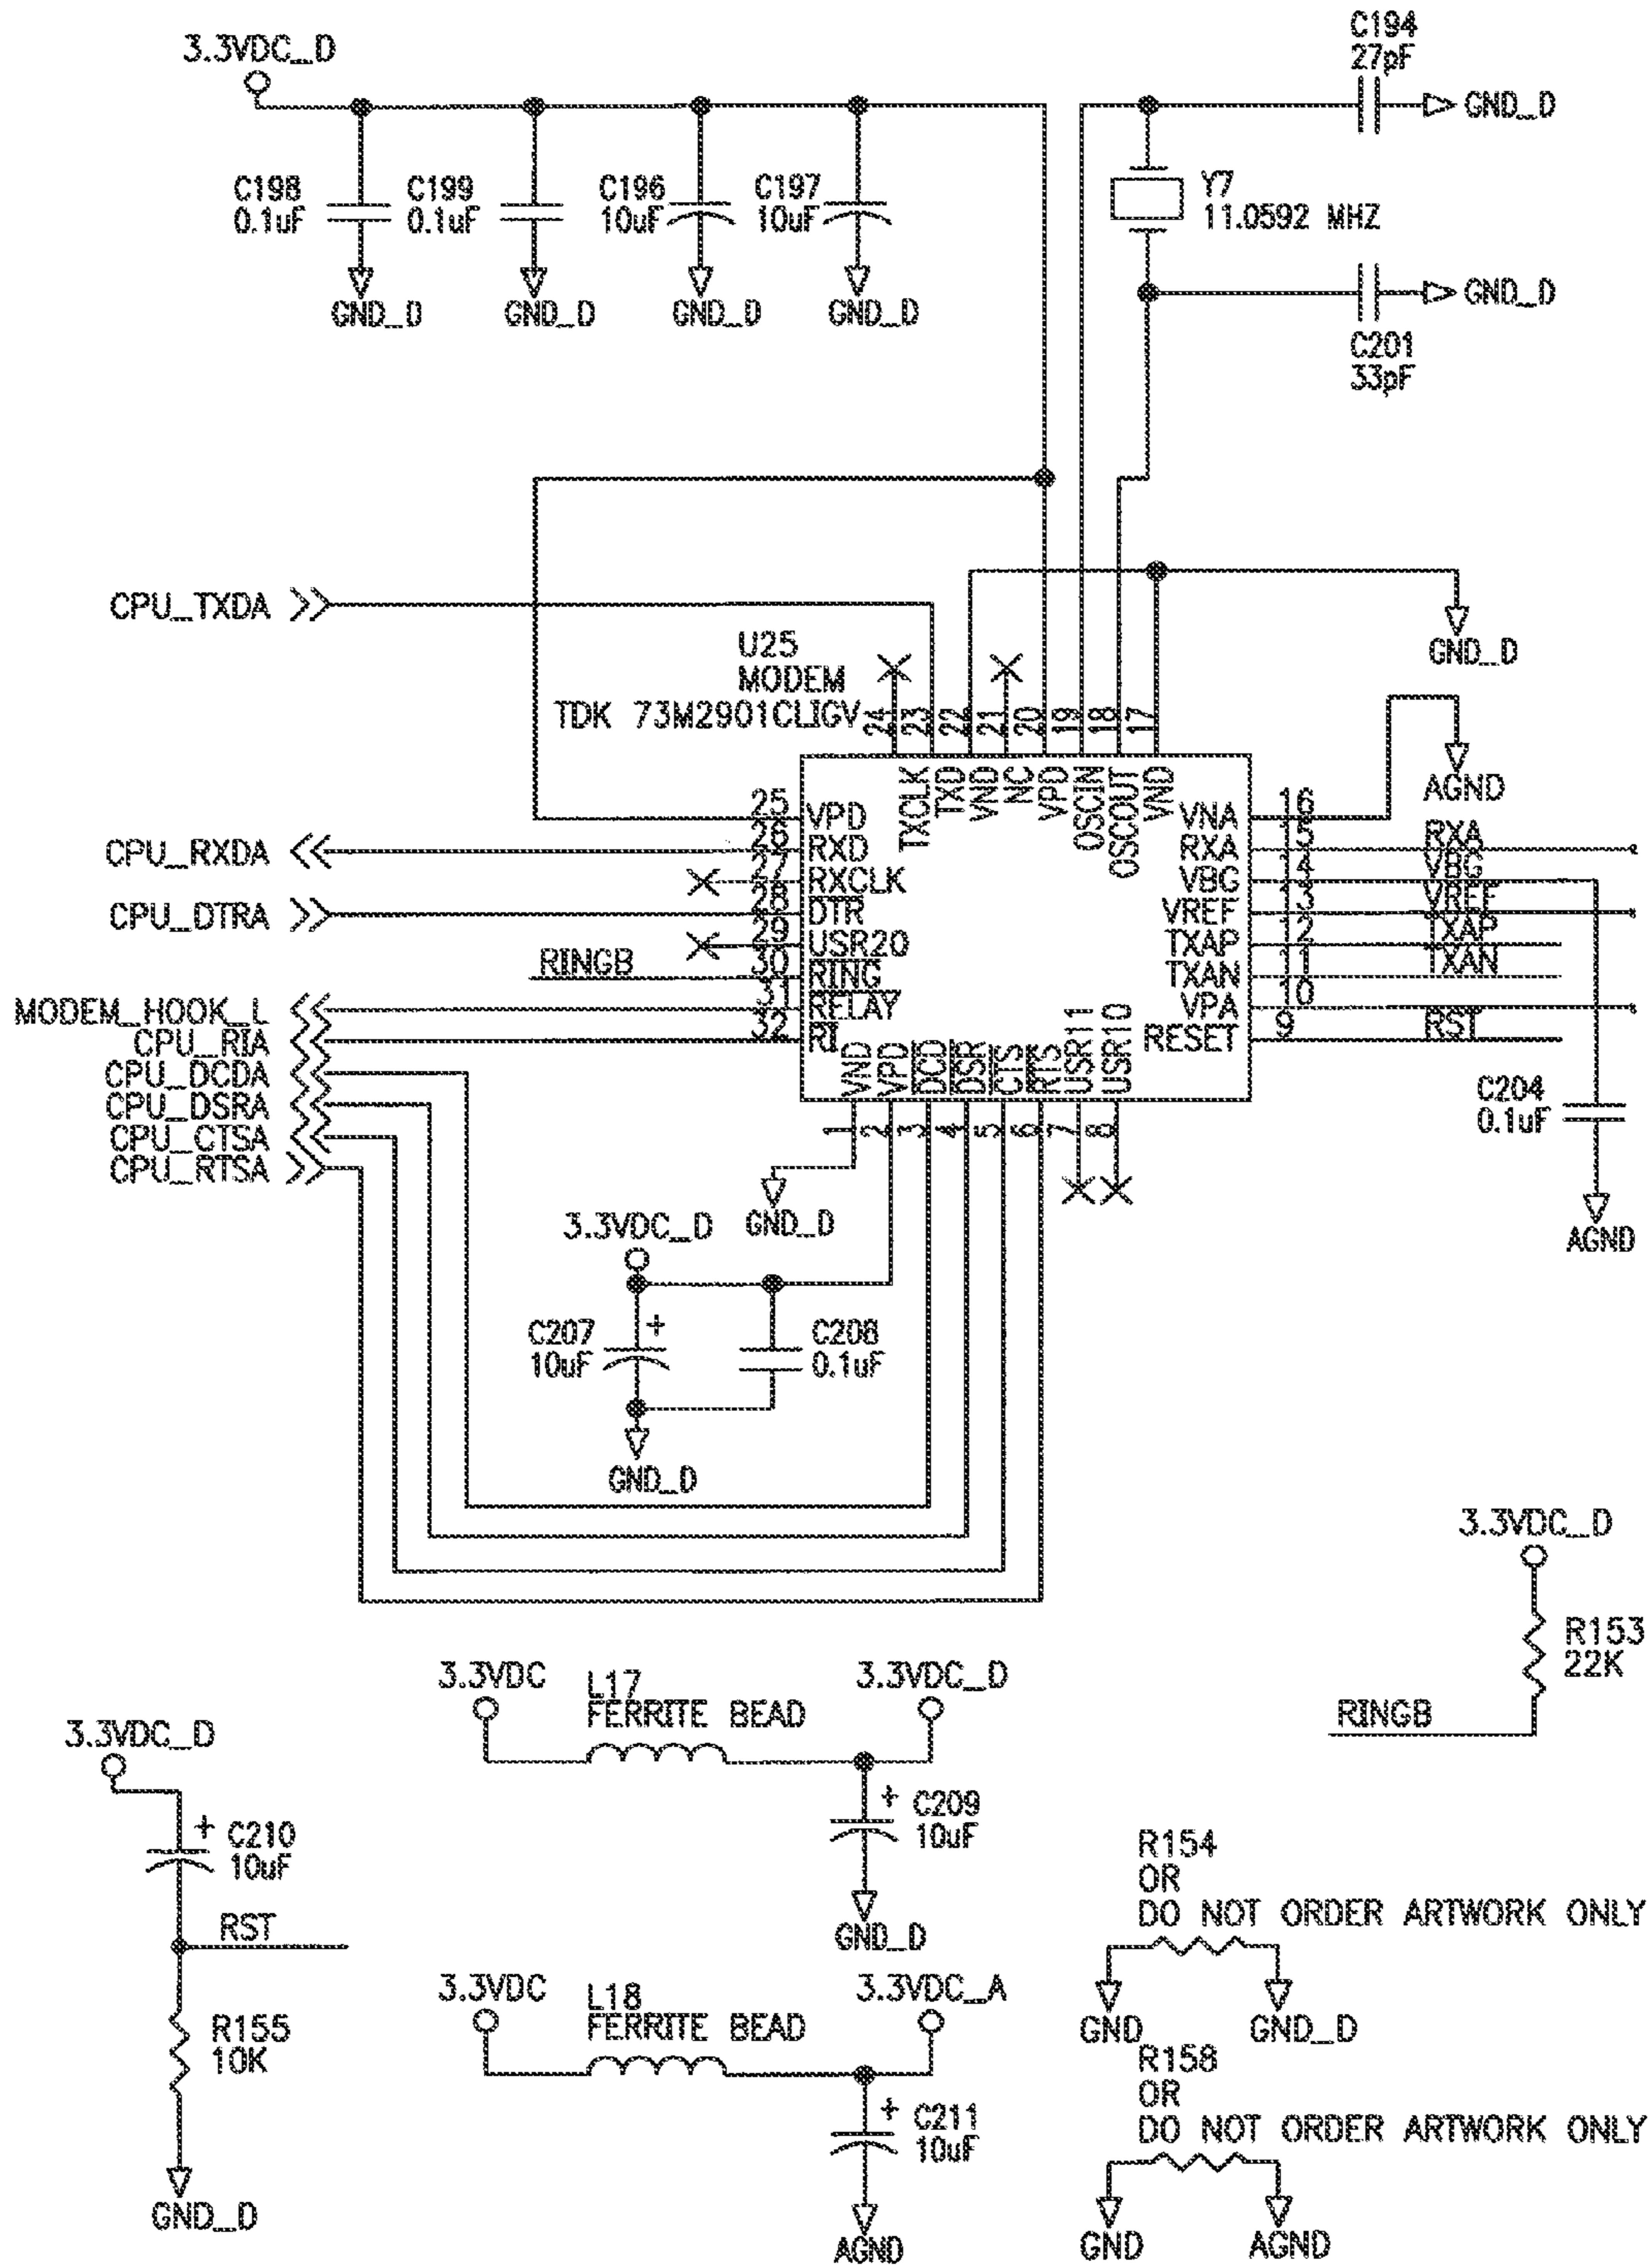 3.3VDC_D
C198
0.1uF
C199
0.1uF
C196
10uF
C197
10uF
GND_D
GND_D
GND_D
GND_D
C194
27pF
GND_D
Y7
11.0592 MHZ
GND_D
C201
33pF
CPU_TXDA
GND_D
U25
MODEM
TDK 73M2901CLIGV
24
23
22
21
20
19
18
17
TXCLK
TXD
VND
NC
VPD
OSCIN
OSCOUT
VND
AGND
25 VPD
26 RXD
27 RXCLK
28 DTR
29 USR20
30 RING
31 RELAY
32 RI
CPU_RXDA
CPU_DTRA
RINGB
MODEM_HOOK_L
CPU_RIA
CPU_DCDA
CPU_DSRA
CPU_CTSA
CPU_RTSA
VNA 16
RXA 15 RXA
VBG 14 VBG
VREF 13 VREF
TXAP 12 TXAP
TXAN 11 TXAN
VPA 10
RESET 9 RST
VND
VPD
DCD
DSR
CTS
RTS
USR11
USR10
1
2
3
4
5
6
7
8
C204
0.1uF
AGND
GND_D
3.3VDC_D
C207
10uF
+
C208
0.1uF
GND_D
3.3VDC_D
R153
22K
RINGB
3.3VDC
L17
FERRITE BEAD
3.3VDC_D
+ C209
10uF
GND_D
3.3VDC_D
+ C210
10uF
RST
R155
10K
GND_D
3.3VDC
L18
FERRITE BEAD
3.3VDC_A
+ C211
10uF
AGND
R154
OR
DO NOT ORDER ARTWORK ONLY
GND
GND_D
R158
OR
DO NOT ORDER ARTWORK ONLY
GND
AGND